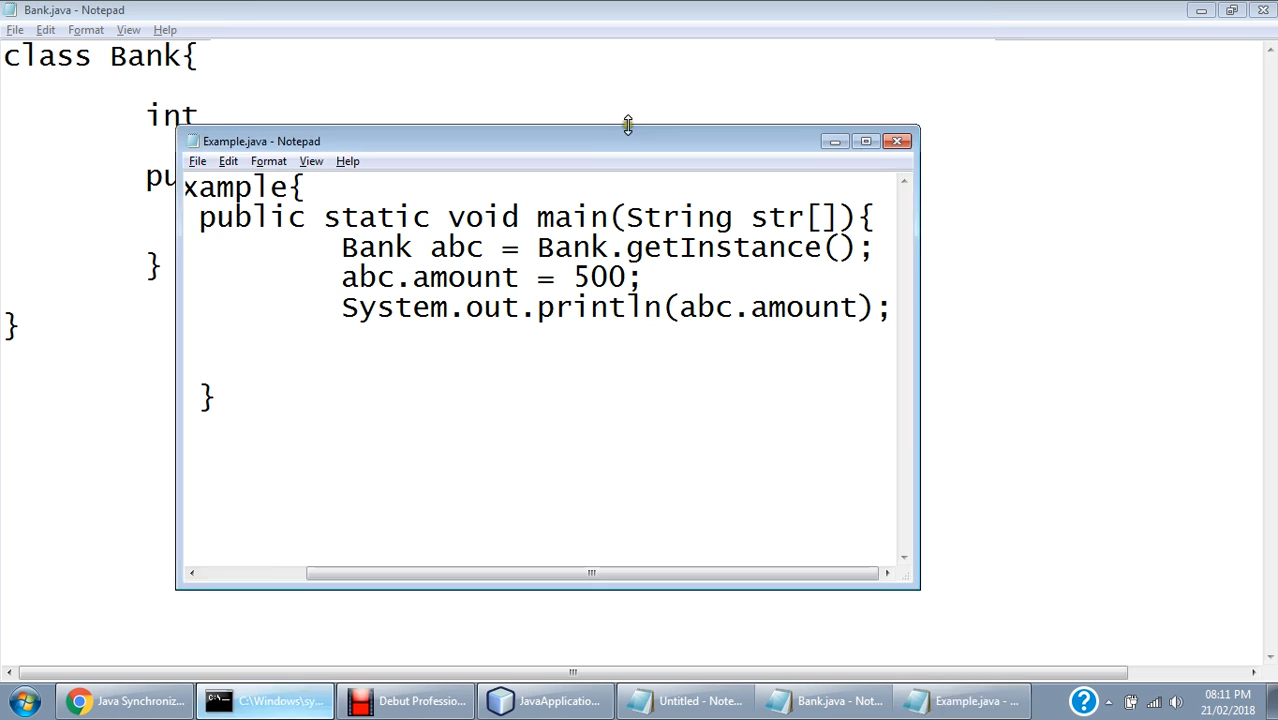 Bank.java - Notepad
File Edit Format View Help
class Bank{
int
pu
}
}
Example.java - Notepad
File Edit Format View Help
xample{
public static void main(String str[]){
Bank abc = Bank.getInstance();
abc.amount = 500;
System.out.println(abc.amount);
}
Java Synchroniz...
C:\Windows\sy...
Debut Professio...
JavaApplicatio...
Untitled - Note...
Bank.java - Not...
Example.java - ...
?
08:11 PM
21/02/2018